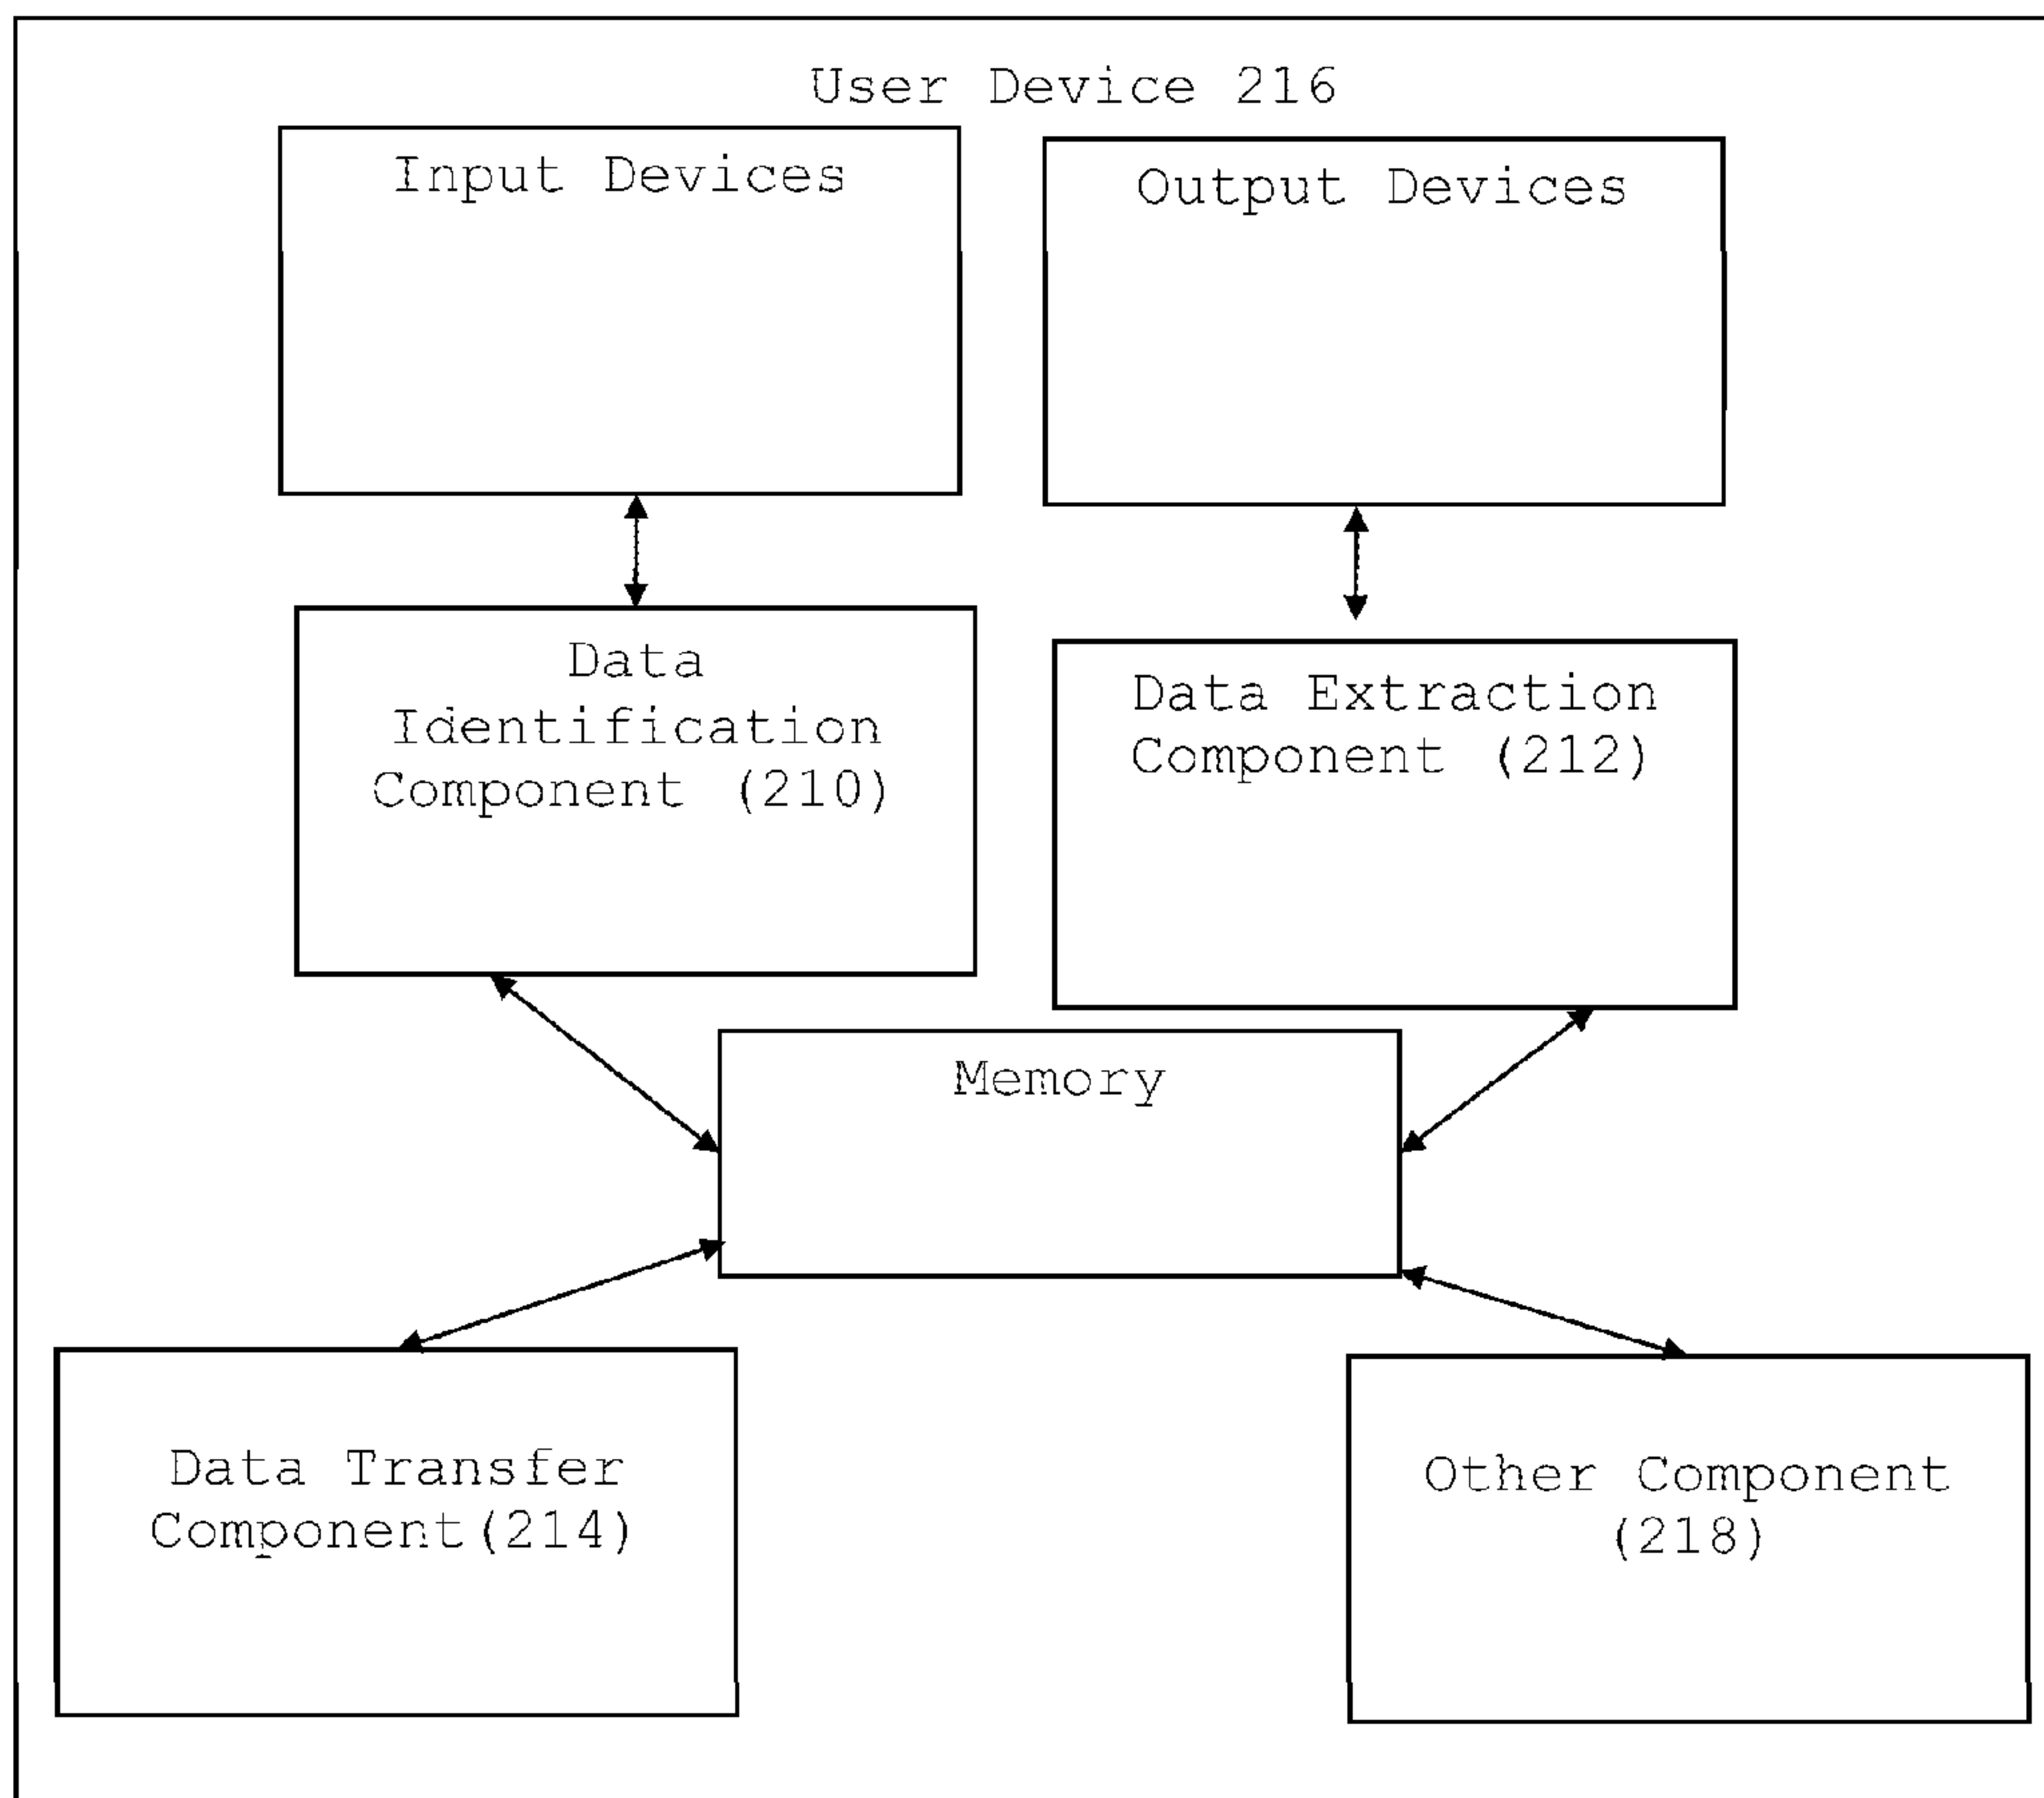 User Device 216
Input Devices
Output Devices
Data
Identification
Component (210)
Data Extraction
Component (212)
Memory
Data Transfer
Component(214)
Other Component
(218)